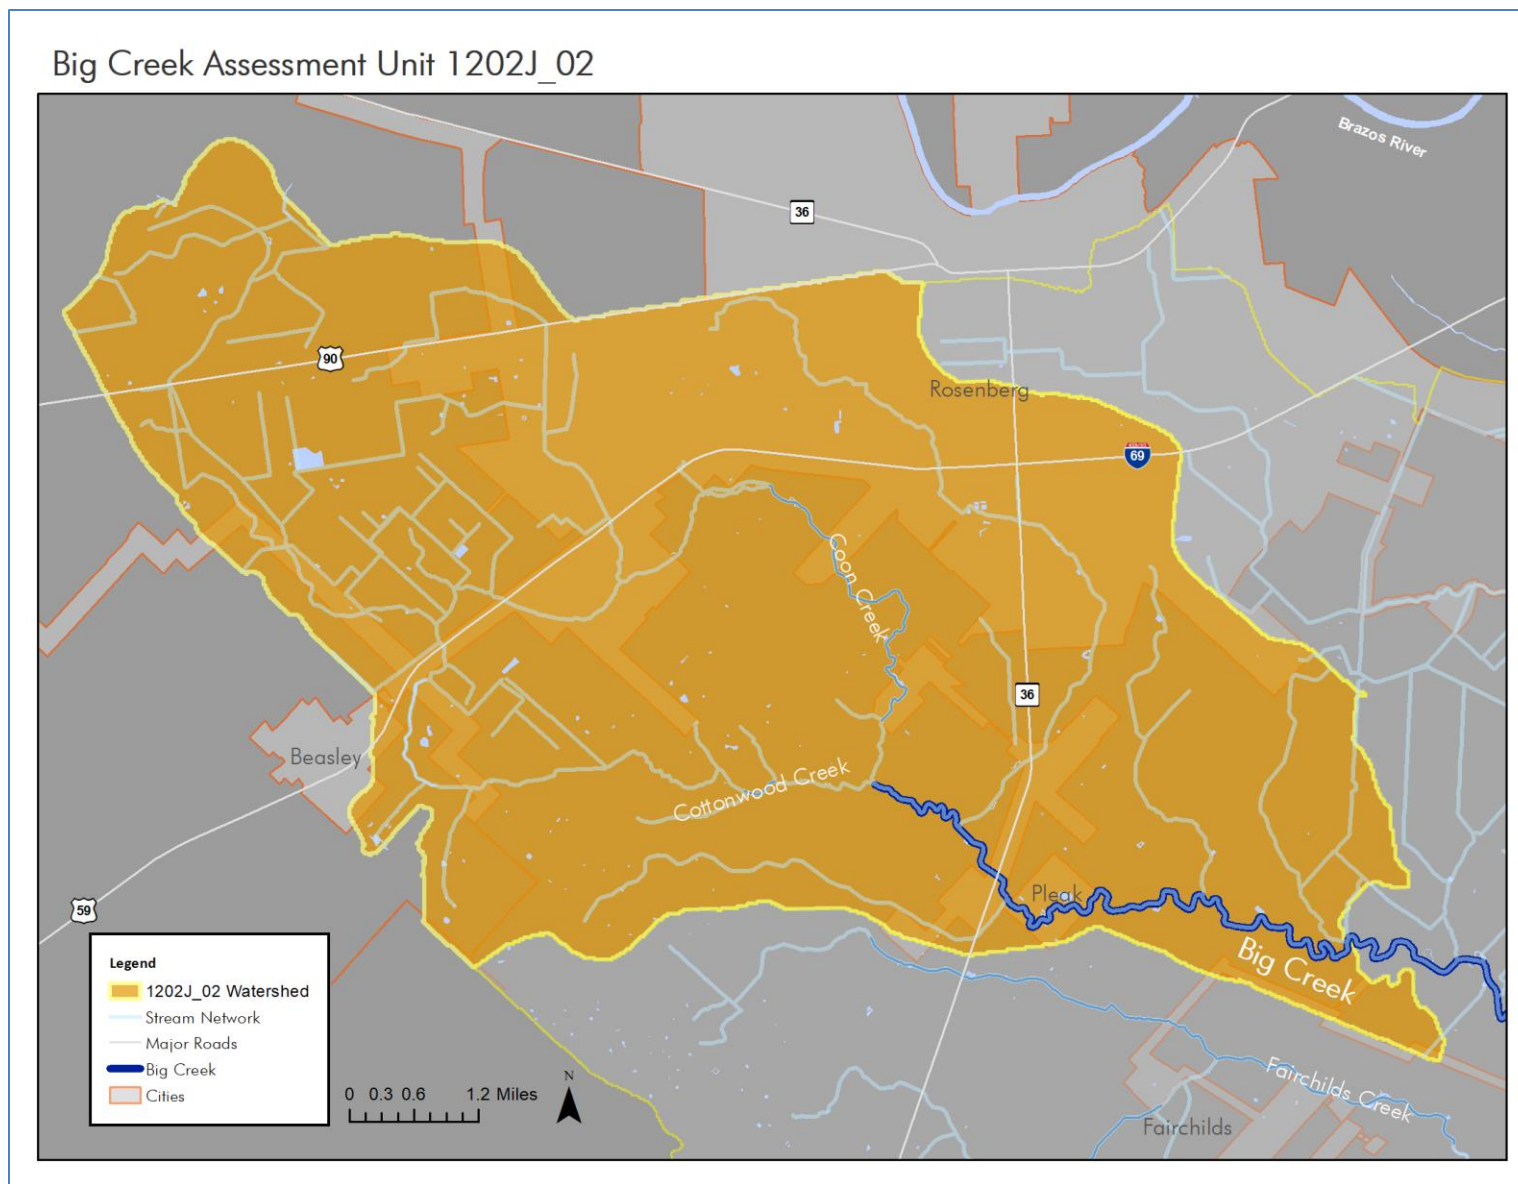 Big Creek Assessment Unit 1202J_02
Brazos River
36
90
Rosenberg
69
Coon Creek
36
Beasley
Cottonwood Creek
59
Pleak
Big Creek
Legend
1202J_02 Watershed
Stream Network
Major Roads
Big Creek
Cities
0 0.3 0.6 1.2 Miles
N
Fairchilds Creek
Fairchilds